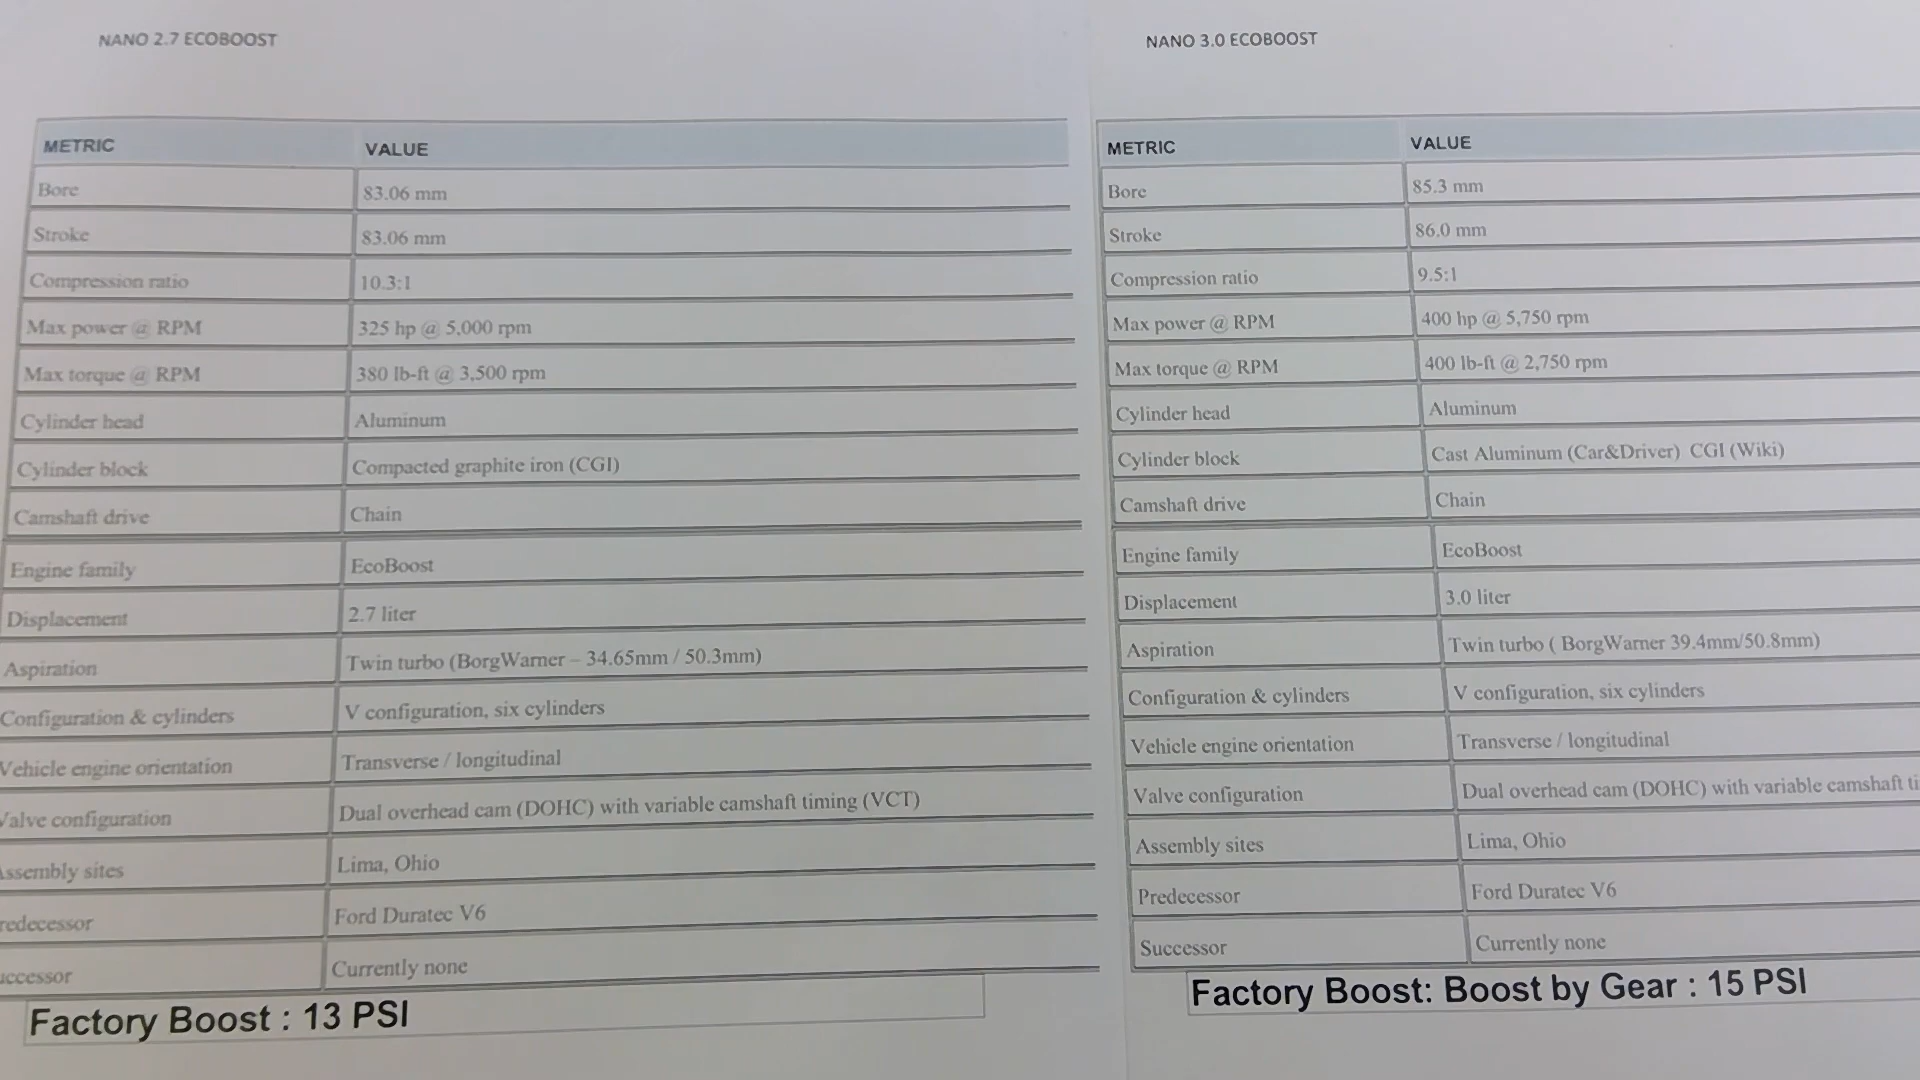 NANO 2.7 ECOBOOST
METRIC VALUE
Bore 83.06 mm
Stroke 83.06 mm
Compression ratio 10.3:1
Max power @ RPM 325 hp @ 5,000 rpm
Max torque @ RPM 380 lb-ft @ 3,500 rpm
Cylinder head Aluminum
Cylinder block Compacted graphite iron (CGI)
Camshaft drive Chain
Engine family EcoBoost
Displacement 2.7 liter
Aspiration Twin turbo (BorgWarner – 34.65mm / 50.3mm)
Configuration & cylinders V configuration, six cylinders
Vehicle engine orientation Transverse / longitudinal
Valve configuration Dual overhead cam (DOHC) with variable camshaft timing (VCT)
Assembly sites Lima, Ohio
redecessor Ford Duratec V6
uccessor Currently none
Factory Boost : 13 PSI
NANO 3.0 ECOBOOST
METRIC VALUE
Bore 85.3 mm
Stroke 86.0 mm
Compression ratio 9.5:1
Max power @ RPM 400 hp @ 5,750 rpm
Max torque @ RPM 400 lb-ft @ 2,750 rpm
Cylinder head Aluminum
Cylinder block Cast Aluminum (Car&Driver) CGI (Wiki)
Camshaft drive Chain
Engine family EcoBoost
Displacement 3.0 liter
Aspiration Twin turbo ( BorgWarner 39.4mm/50.8mm)
Configuration & cylinders V configuration, six cylinders
Vehicle engine orientation Transverse / longitudinal
Valve configuration Dual overhead cam (DOHC) with variable camshaft ti
Assembly sites Lima, Ohio
Predecessor Ford Duratec V6
Successor Currently none
Factory Boost: Boost by Gear : 15 PSI